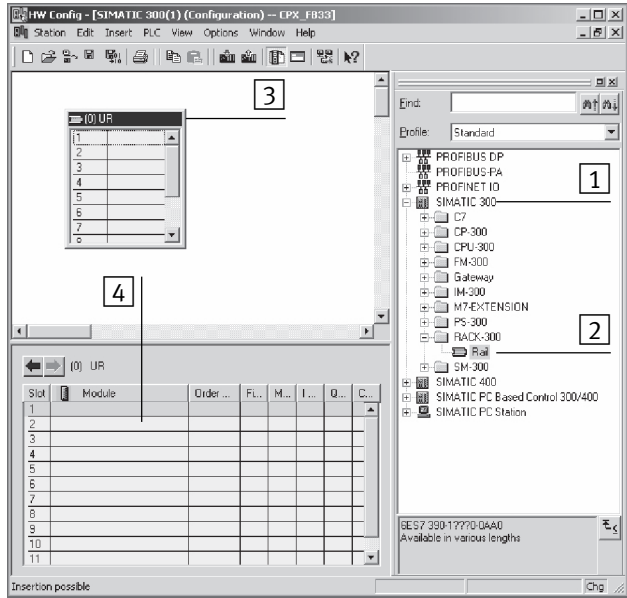 HW Config - [SIMATIC 300(1) (Configuration) -- CPX_FB33]
Station Edit Insert PLC View Options Window Help
3
(0) UR
1
2
3
4
5
6
7
4
Find:
Profile: Standard
PROFIBUS DP
PROFIBUS-PA
PROFINET IO
1
SIMATIC 300
C7
CP-300
CPU-300
FM-300
Gateway
IM-300
M7-EXTENSION
PS-300
RACK-300
2
Rail
SM-300
SIMATIC 400
SIMATIC PC Based Control 300/400
SIMATIC PC Station
(0) UR
Slot Module Order ... Fi... M... I... Q... C...
1
2
3
4
5
6
7
8
9
10
11
6ES7 390-1???0-0AA0
Available in various lengths
Insertion possible
Chg